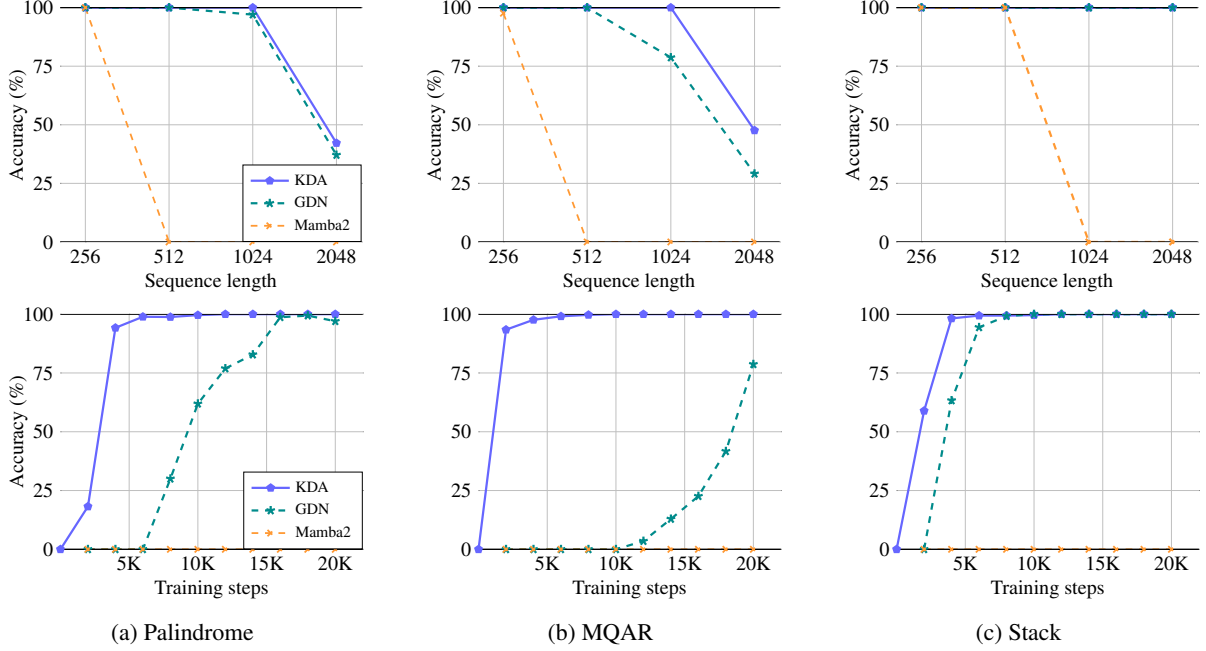 100
75
50
25
0
Accuracy (%)
256 512 1024 2048
Sequence length
KDA
GDN
Mamba2
100
75
50
25
0
Accuracy (%)
256 512 1024 2048
Sequence length
KDA
GDN
Mamba2
100
75
50
25
0
Accuracy (%)
256 512 1024 2048
Sequence length
100
75
50
25
0
Accuracy (%)
5K 10K 15K 20K
Training steps
KDA
GDN
Mamba2
100
75
50
25
0
5K 10K 15K 20K
Training steps
100
75
50
25
0
5K 10K 15K 20K
Training steps
(a) Palindrome
(b) MQAR
(c) Stack